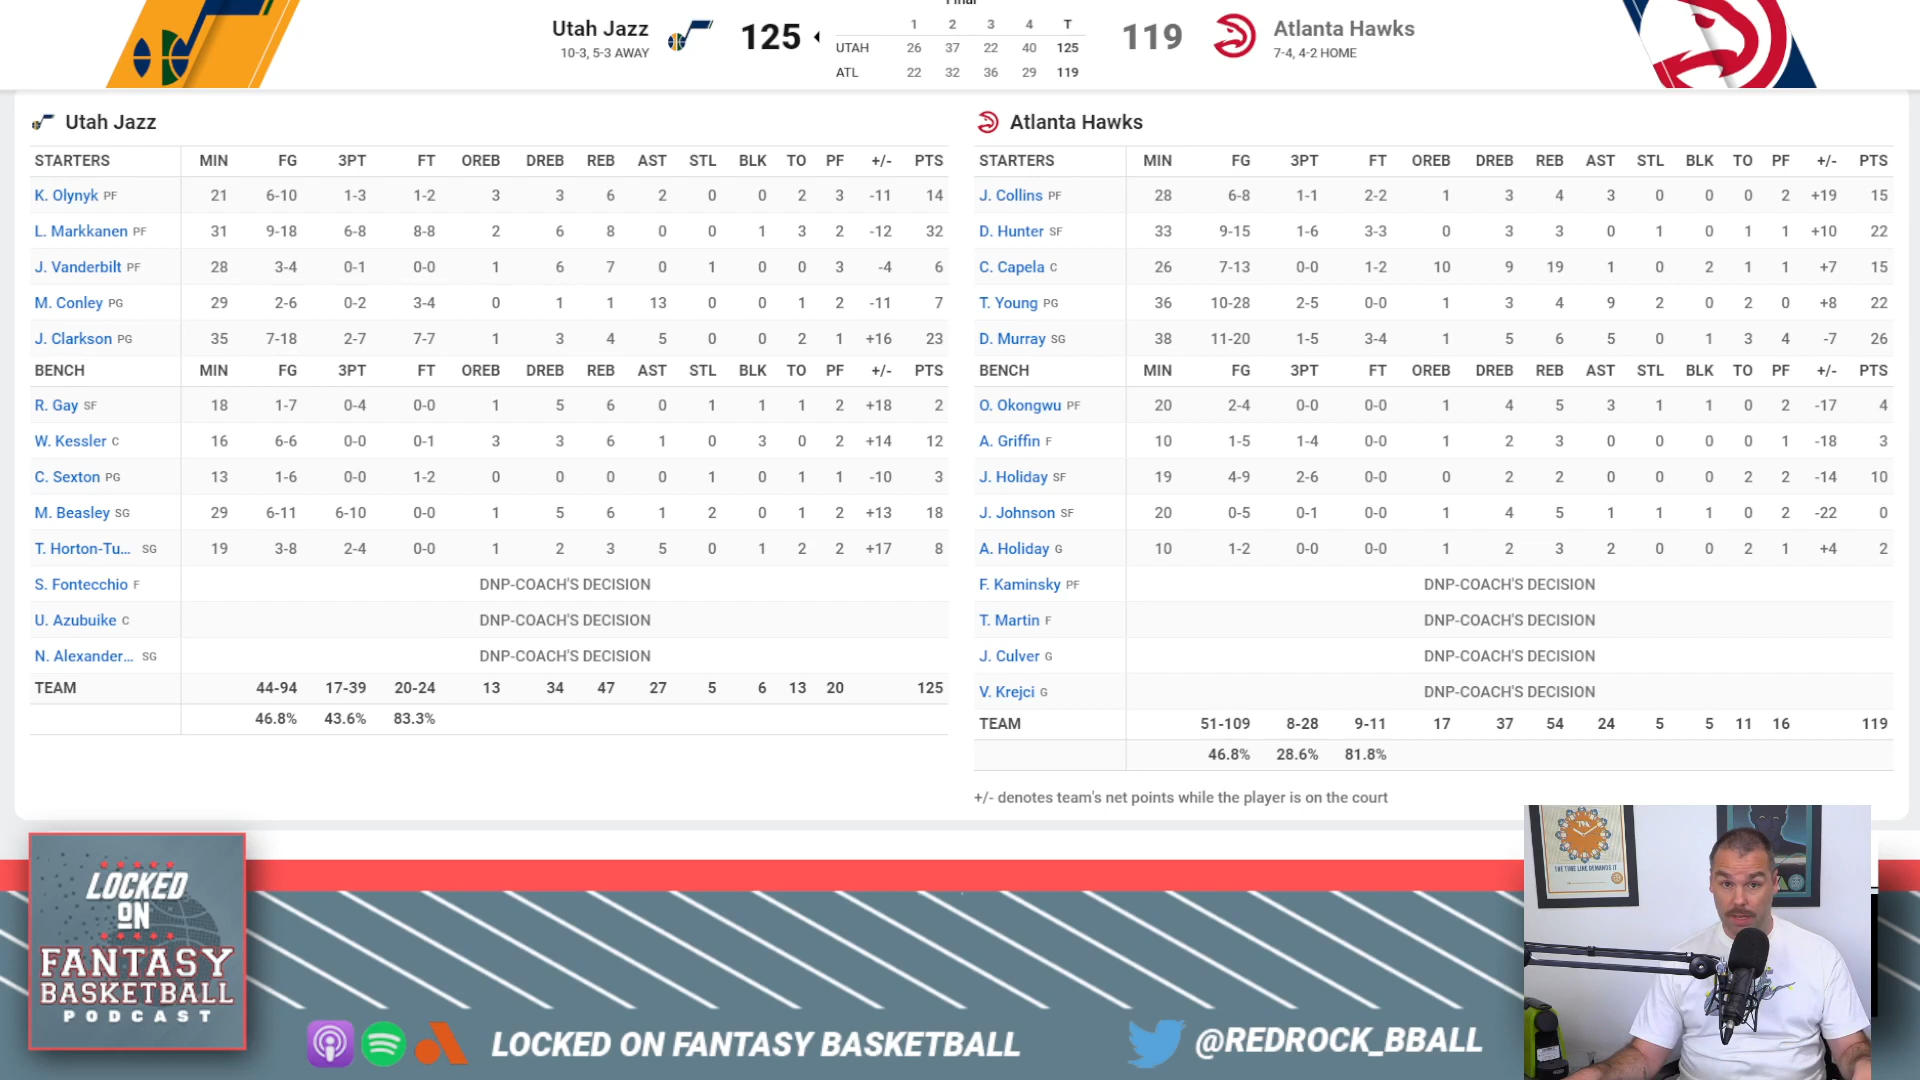 Final
Utah Jazz
10-3, 5-3 AWAY
125
1 2 3 4 T
UTAH 26 37 22 40 125
ATL 22 32 36 29 119
119
Atlanta Hawks
7-4, 4-2 HOME
Utah Jazz
STARTERS MIN FG 3PT FT OREB DREB REB AST STL BLK TO PF +/- PTS
K. Olynyk PF 21 6-10 1-3 1-2 3 3 6 2 0 0 2 3 -11 14
L. Markkanen PF 31 9-18 6-8 8-8 2 6 8 0 0 1 3 2 -12 32
J. Vanderbilt PF 28 3-4 0-1 0-0 1 6 7 0 1 0 0 3 -4 6
M. Conley PG 29 2-6 0-2 3-4 0 1 1 13 0 0 1 2 -11 7
J. Clarkson PG 35 7-18 2-7 7-7 1 3 4 5 0 0 2 1 +16 23
BENCH MIN FG 3PT FT OREB DREB REB AST STL BLK TO PF +/- PTS
R. Gay SF 18 1-7 0-4 0-0 1 5 6 0 1 1 1 2 +18 2
W. Kessler C 16 6-6 0-0 0-1 3 3 6 1 0 3 0 2 +14 12
C. Sexton PG 13 1-6 0-0 1-2 0 0 0 0 1 0 1 1 -10 3
M. Beasley SG 29 6-11 6-10 0-0 1 5 6 1 2 0 1 2 +13 18
T. Horton-Tu... SG 19 3-8 2-4 0-0 1 2 3 5 0 1 2 2 +17 8
S. Fontecchio F DNP-COACH'S DECISION
U. Azubuike C DNP-COACH'S DECISION
N. Alexander... SG DNP-COACH'S DECISION
TEAM 44-94 17-39 20-24 13 34 47 27 5 6 13 20 125
46.8% 43.6% 83.3%
Atlanta Hawks
STARTERS MIN FG 3PT FT OREB DREB REB AST STL BLK TO PF +/- PTS
J. Collins PF 28 6-8 1-1 2-2 1 3 4 3 0 0 0 2 +19 15
D. Hunter SF 33 9-15 1-6 3-3 0 3 3 0 1 0 1 1 +10 22
C. Capela C 26 7-13 0-0 1-2 10 9 19 1 0 2 1 1 +7 15
T. Young PG 36 10-28 2-5 0-0 1 3 4 9 2 0 2 0 +8 22
D. Murray SG 38 11-20 1-5 3-4 1 5 6 5 0 1 3 4 -7 26
BENCH MIN FG 3PT FT OREB DREB REB AST STL BLK TO PF +/- PTS
O. Okongwu PF 20 2-4 0-0 0-0 1 4 5 3 1 1 0 2 -17 4
A. Griffin F 10 1-5 1-4 0-0 1 2 3 0 0 0 0 1 -18 3
J. Holiday SF 19 4-9 2-6 0-0 0 2 2 0 0 0 2 2 -14 10
J. Johnson SF 20 0-5 0-1 0-0 1 4 5 1 1 1 0 2 -22 0
A. Holiday G 10 1-2 0-0 0-0 1 2 3 2 0 0 2 1 +4 2
F. Kaminsky PF DNP-COACH'S DECISION
T. Martin F DNP-COACH'S DECISION
J. Culver G DNP-COACH'S DECISION
V. Krejci G DNP-COACH'S DECISION
TEAM 51-109 8-28 9-11 17 37 54 24 5 5 11 16 119
46.8% 28.6% 81.8%
+/- denotes team's net points while the player is on the court
LOCKED
ON
FANTASY
BASKETBALL
PODCAST
LOCKED ON FANTASY BASKETBALL
@REDROCK_BBALL
THE TIME LINE DEMANDS IT